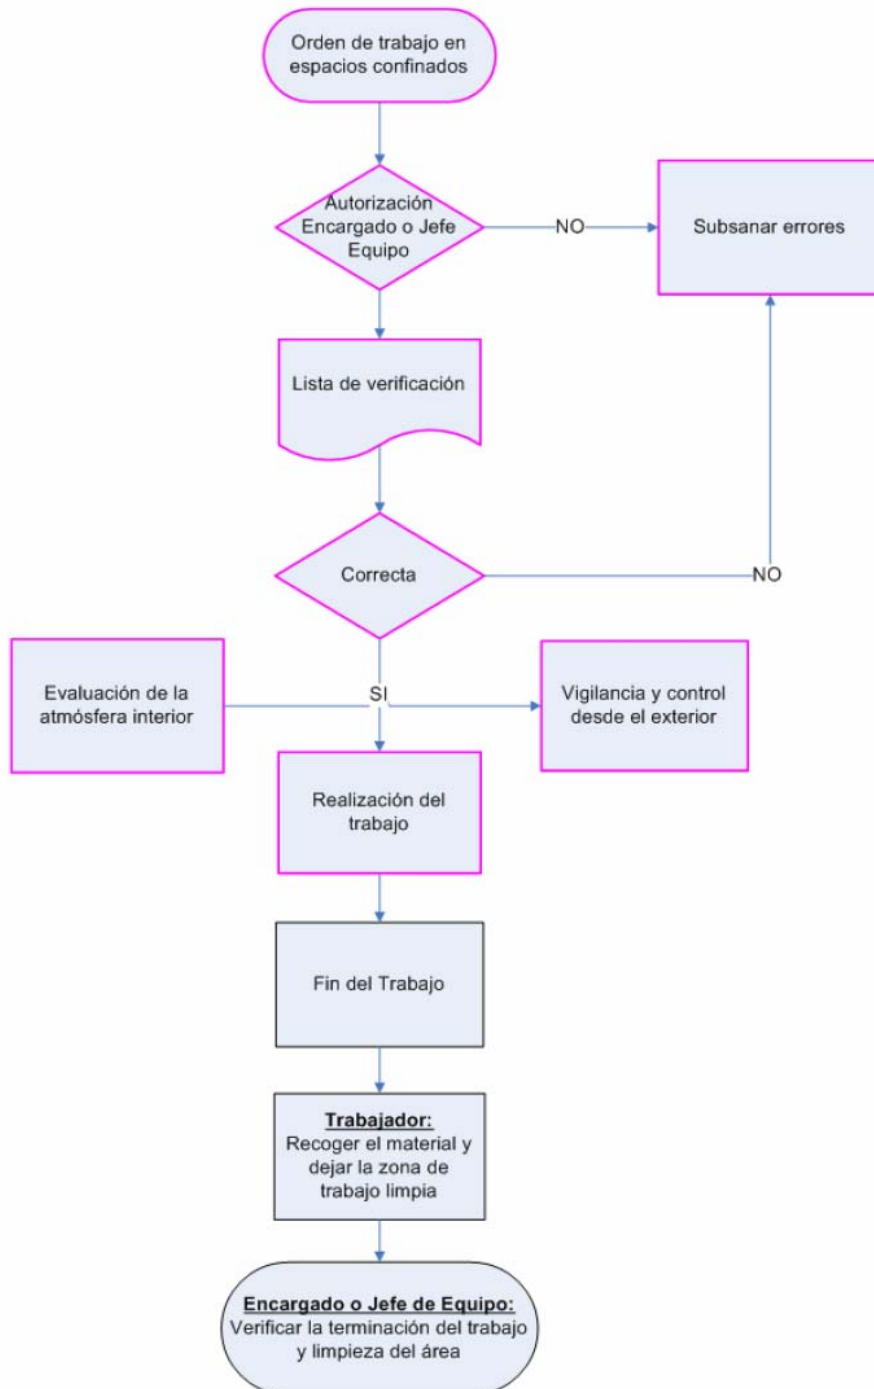 Orden de trabajo en
espacios confinados
Autorización
Encargado o Jefe
Equipo
NO
Subsanar errores
Lista de verificación
Correcta
NO
SI
Evaluación de la
atmósfera interior
Vigilancia y control
desde el exterior
Realización del
trabajo
Fin del Trabajo
Trabajador:
Recoger el material y
dejar la zona de
trabajo limpia
Encargado o Jefe de Equipo:
Verificar la terminación del trabajo
y limpieza del área